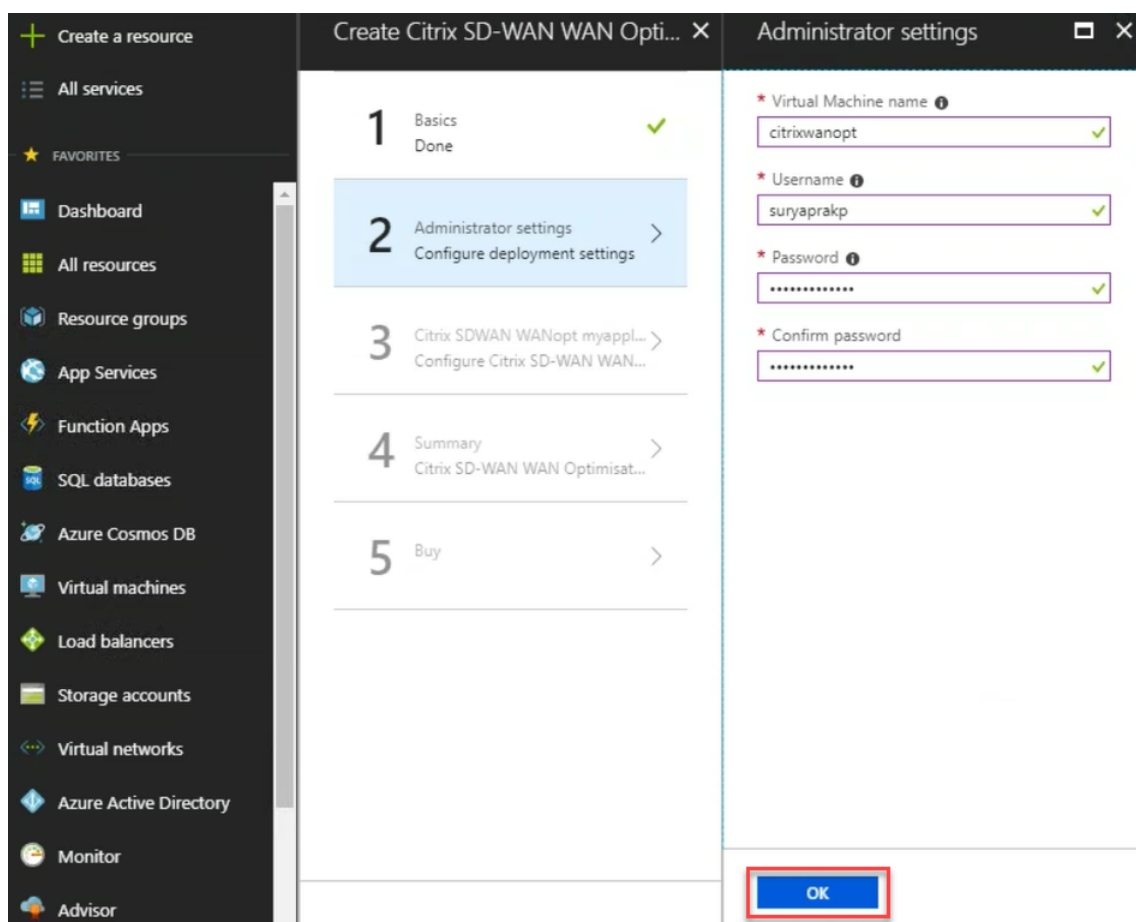 Create a resource
All services
FAVORITES
Dashboard
All resources
Resource groups
App Services
Function Apps
SQL databases
Azure Cosmos DB
Virtual machines
Load balancers
Storage accounts
Virtual networks
Azure Active Directory
Monitor
Advisor
Create Citrix SD-WAN WAN Opti...
1
Basics
Done
2
Administrator settings
Configure deployment settings
3
Citrix SDWAN WANopt myappl...
Configure Citrix SD-WAN WAN...
4
Summary
Citrix SD-WAN WAN Optimisat...
5
Buy
Administrator settings
* Virtual Machine name
citrixwanopt
* Username
suryaprakp
* Password
•••••••••••••
* Confirm password
•••••••••••••
OK